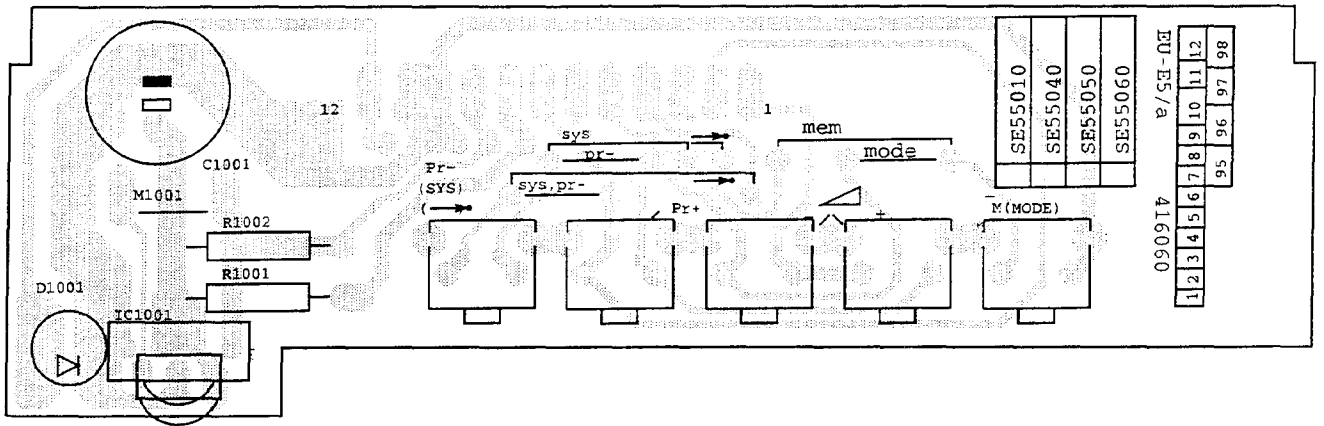 C1001
M1001
R1002
R1001
D1001
IC1001
12
1
sys
pr-
mem
mode
Pr-
(SYS)
(
sys,pr-
Pr+
-
+
-M(MODE)
SE55010
SE55040
SE55050
SE55060
EU-E5/a 416060
1 2 3 4 5 6 7 8 9 10 11 12
95 96 97 98